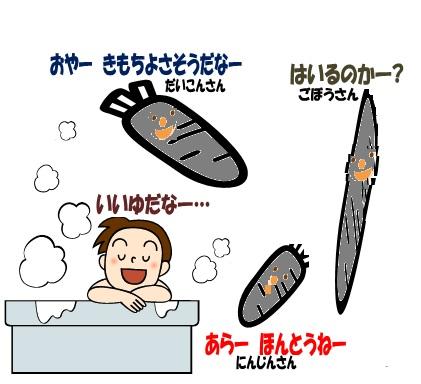 おやー きもちよさそうだなー
だいこんさん
はいるのかー?
ごぼうさん
いいゆだなー…
あらー ほんとうねー
にんじんさん